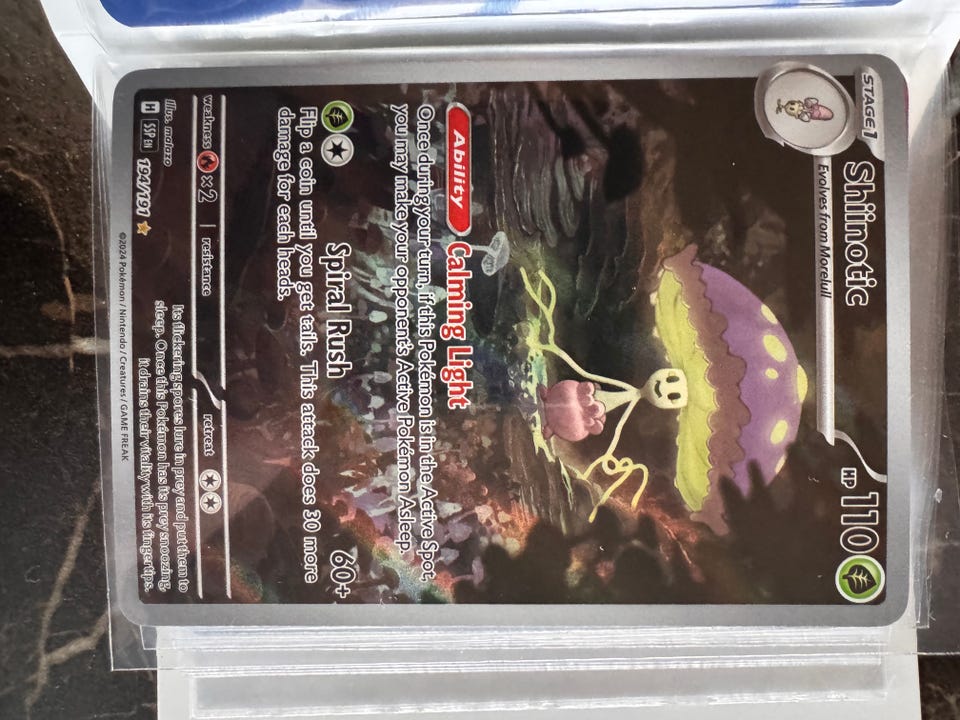 STAGE 1
Shiinotic
HP 110
Evolves from Morelull
Ability Calming Light
Once during your turn, if this Pokémon is in the Active Spot,
you may make your opponent's Active Pokémon Asleep.
Spiral Rush 60+
Flip a coin until you get tails. This attack does 30 more
damage for each heads.
weakness ×2 resistance retreat
Illus. mataro
H SSP EN 194/191
Its flickering spores lure in prey and put them to
sleep. Once this Pokémon has its prey snoozing,
it drains their vitality with its fingertips.
©2024 Pokémon / Nintendo / Creatures / GAME FREAK